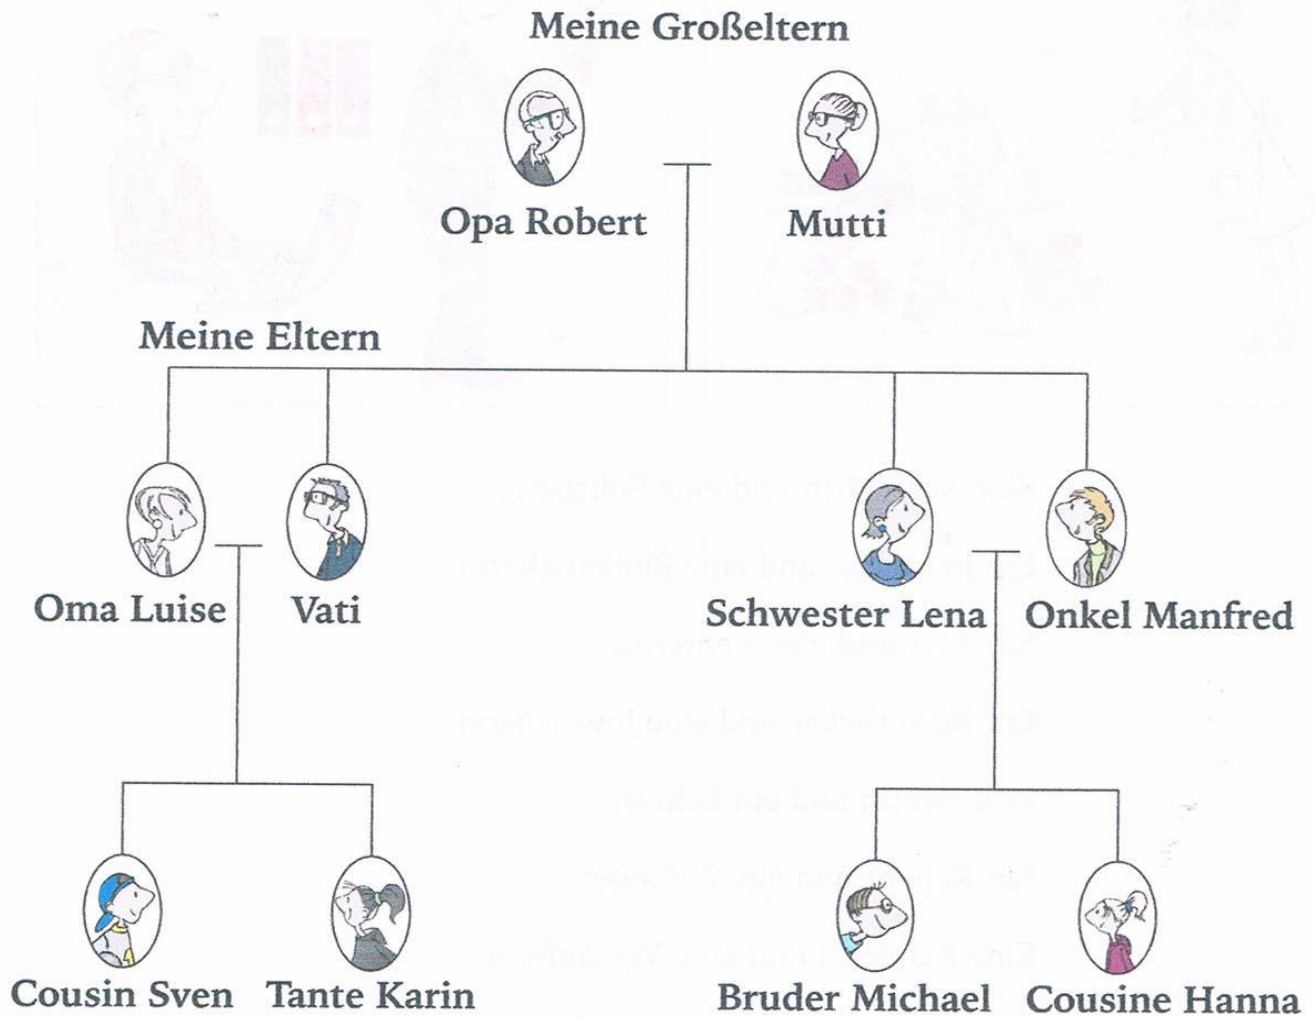 Meine Großeltern
Opa Robert Mutti
Meine Eltern
Oma Luise Vati Schwester Lena Onkel Manfred
Cousin Sven Tante Karin Bruder Michael Cousine Hanna